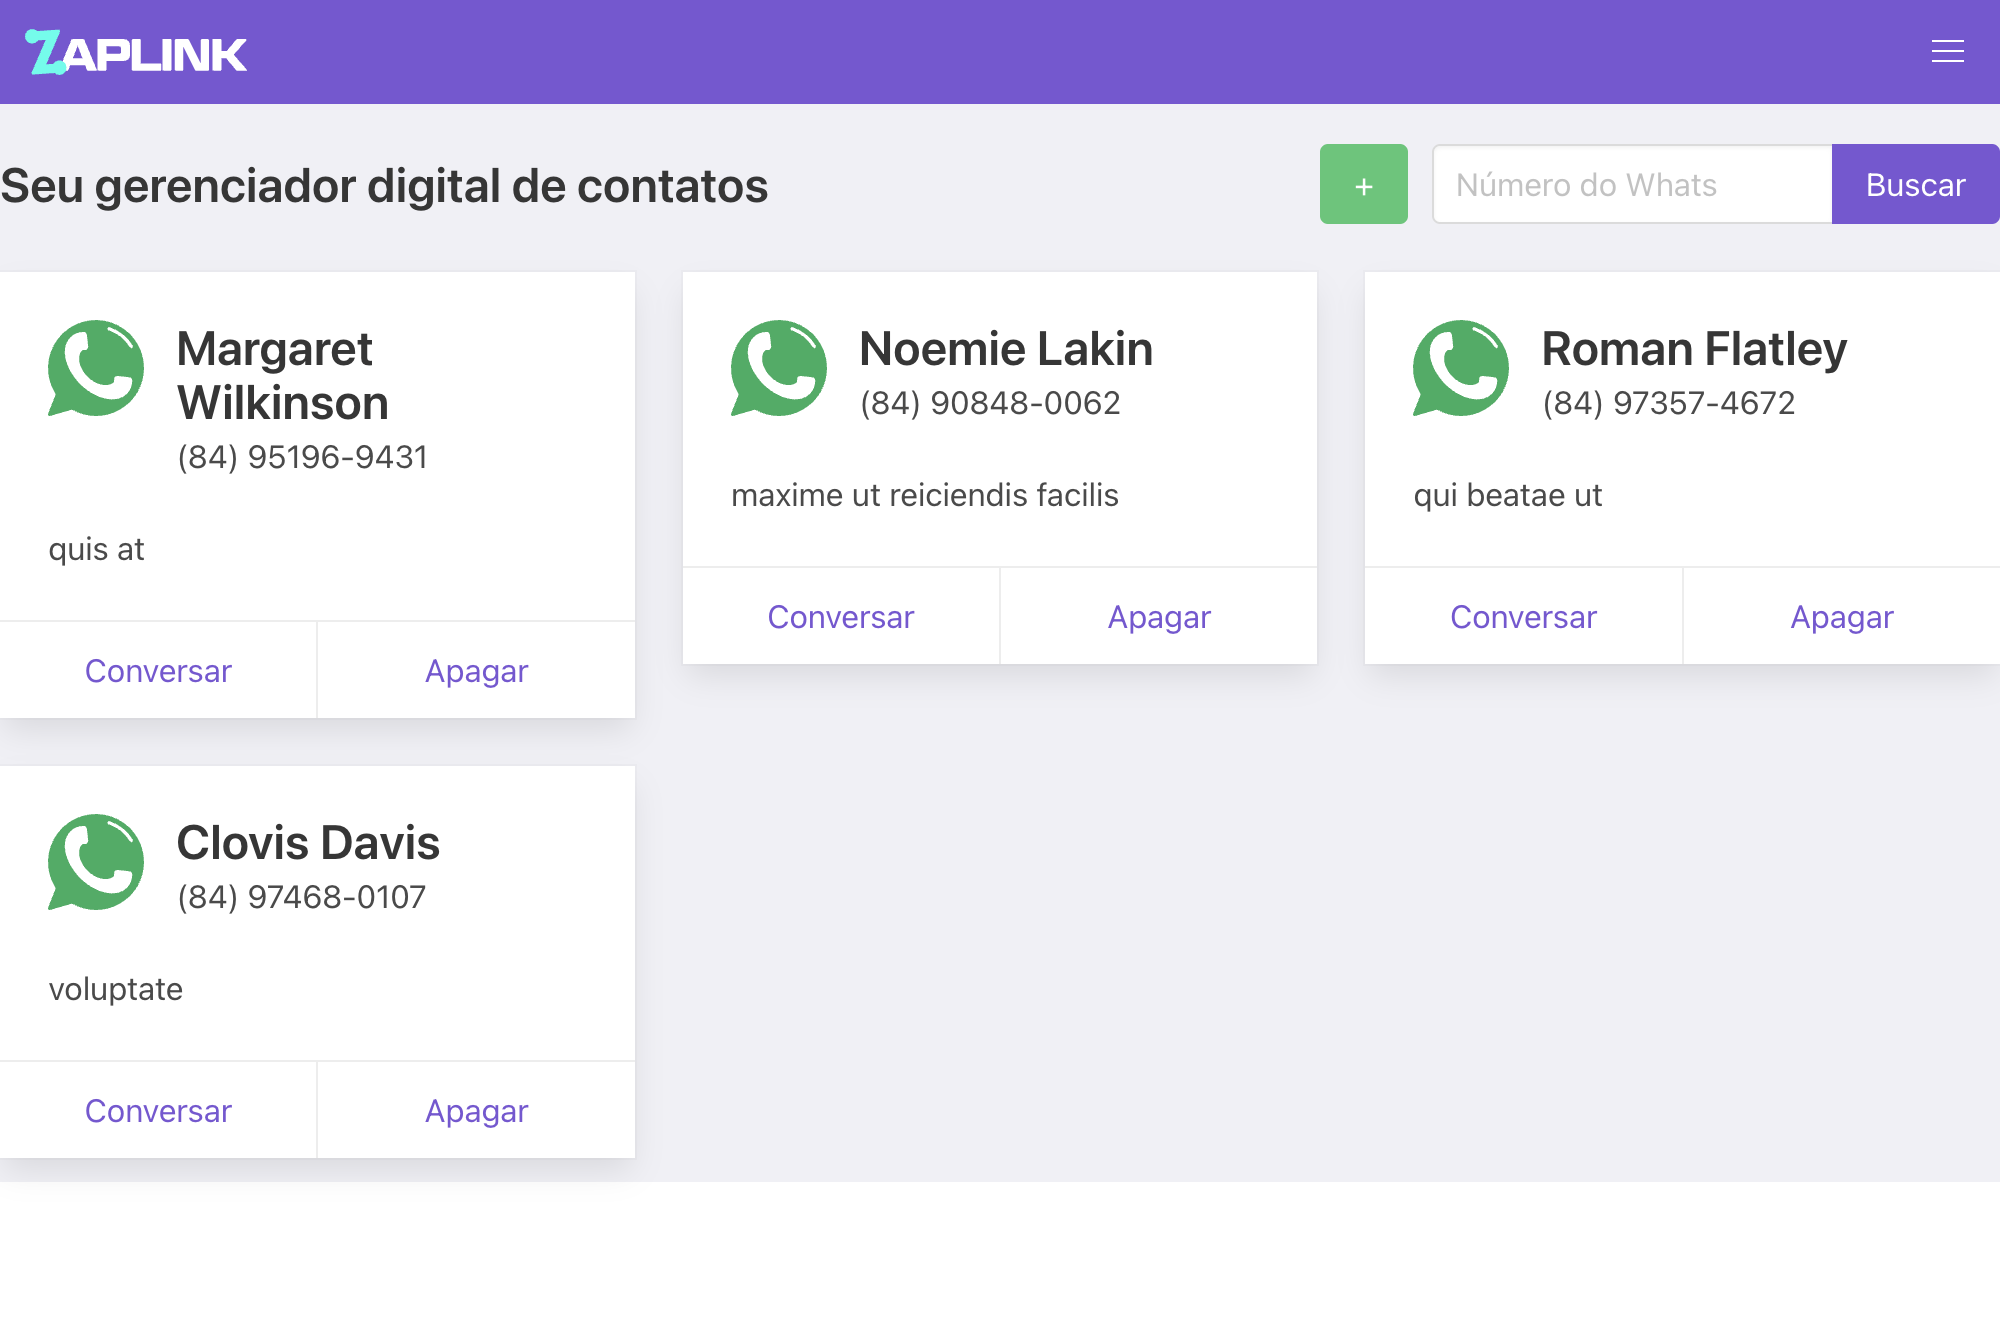 ZAPLINK
Seu gerenciador digital de contatos
+
Número do Whats
Buscar
Margaret
Wilkinson
(84) 95196-9431
quis at
Conversar
Apagar
Noemie Lakin
(84) 90848-0062
maxime ut reiciendis facilis
Conversar
Apagar
Roman Flatley
(84) 97357-4672
qui beatae ut
Conversar
Apagar
Clovis Davis
(84) 97468-0107
voluptate
Conversar
Apagar